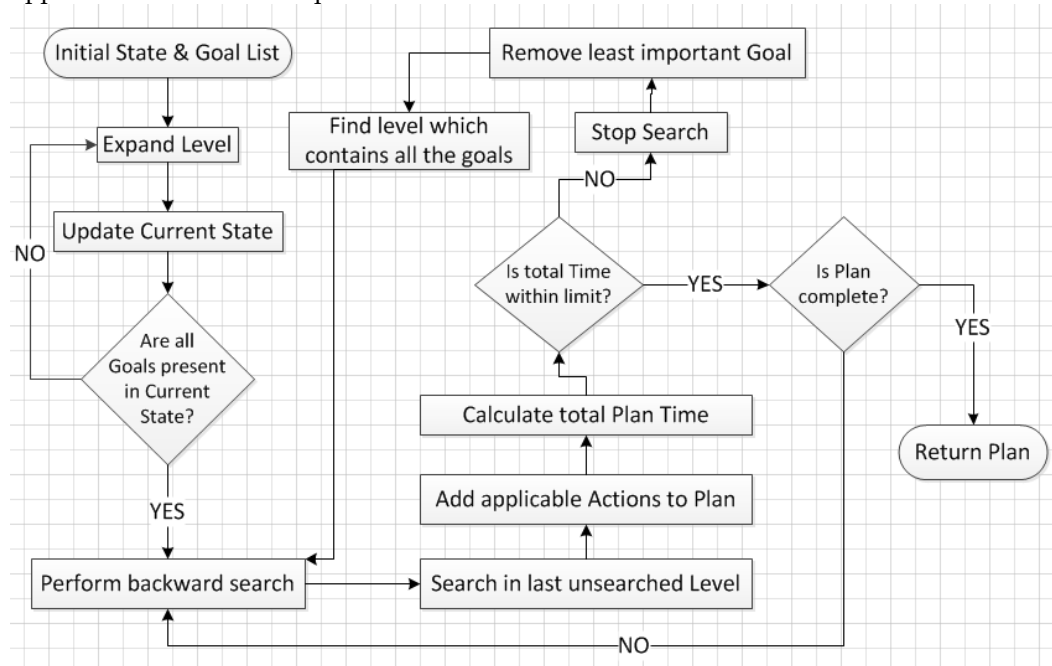 Initial State & Goal List
Expand Level
Update Current State
NO
Are all
Goals present
in Current
State?
YES
Perform backward search
Remove least important Goal
Find level which
contains all the goals
Stop Search
NO
Is total Time
within limit?
YES
Is Plan
complete?
YES
Return Plan
Calculate total Plan Time
Add applicable Actions to Plan
Search in last unsearched Level
NO